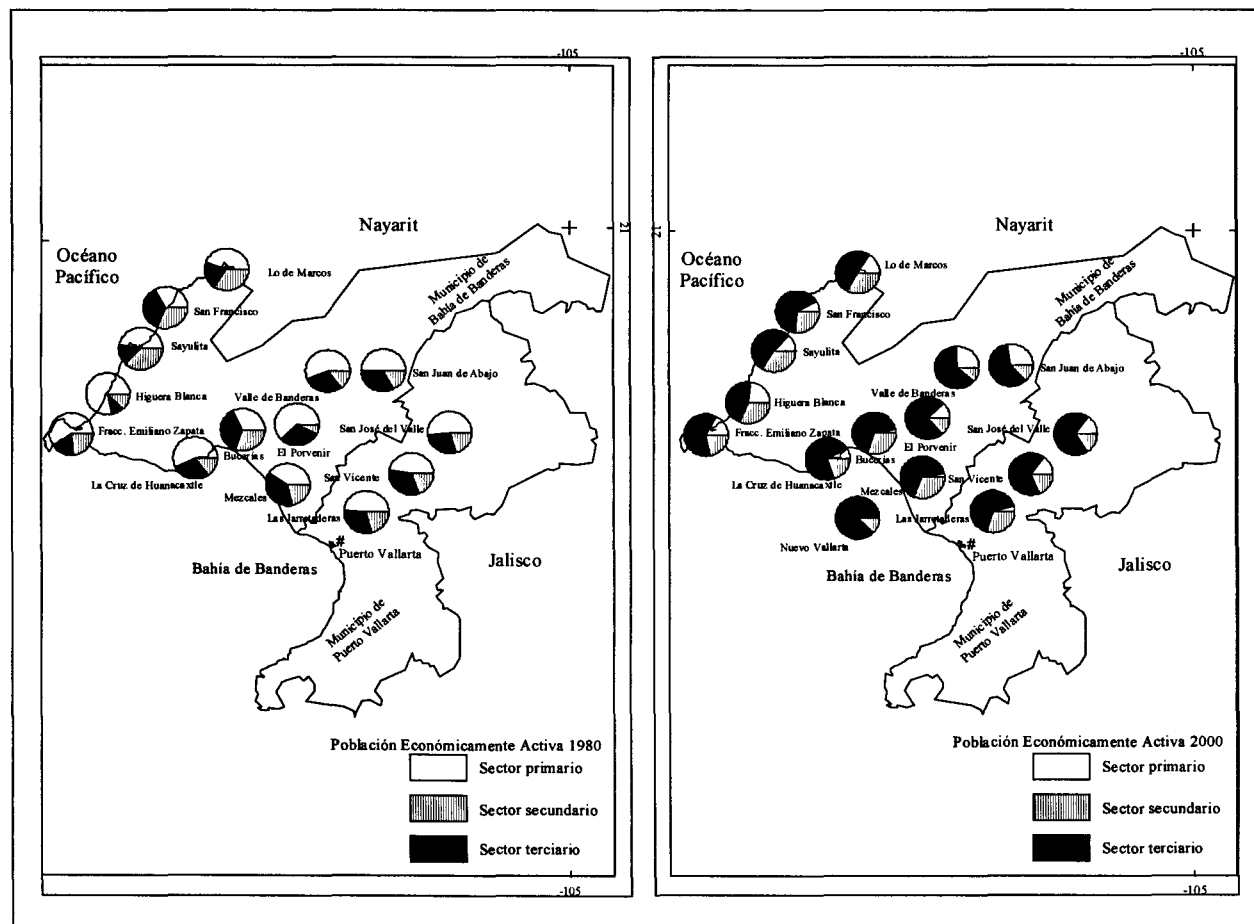 -105
Nayarit
21
Océano
Pacífico
Lo de Marcos
Municipio de
Bahía de Banderas
San Francisco
Sayulita
San Juan de Abajo
Higuera Blanca
Valle de Banderas
Fracc. Emiliano Zapata
San José del Valle
El Porvenir
Bucerías
La Cruz de Huanacaxtle
San Vicente
Mezcales
Las Jarretaderas
#
Puerto Vallarta
Bahía de Banderas
Jalisco
Municipio de
Puerto Vallarta
Población Económicamente Activa 1980
Sector primario
Sector secundario
Sector terciario
-105
-105
Nayarit
21
Océano
Pacífico
Lo de Marcos
Municipio de
Bahía de Banderas
San Francisco
Sayulita
San Juan de Abajo
Valle de Banderas
Higuera Blanca
San José del Valle
Fracc. Emiliano Zapata
El Porvenir
Bucerías
La Cruz de Huanacaxtle
San Vicente
Mezcales
Las Jarretaderas
Nuevo Vallarta
#
Puerto Vallarta
Bahía de Banderas
Jalisco
Municipio de
Puerto Vallarta
Población Económicamente Activa 2000
Sector primario
Sector secundario
Sector terciario
-105